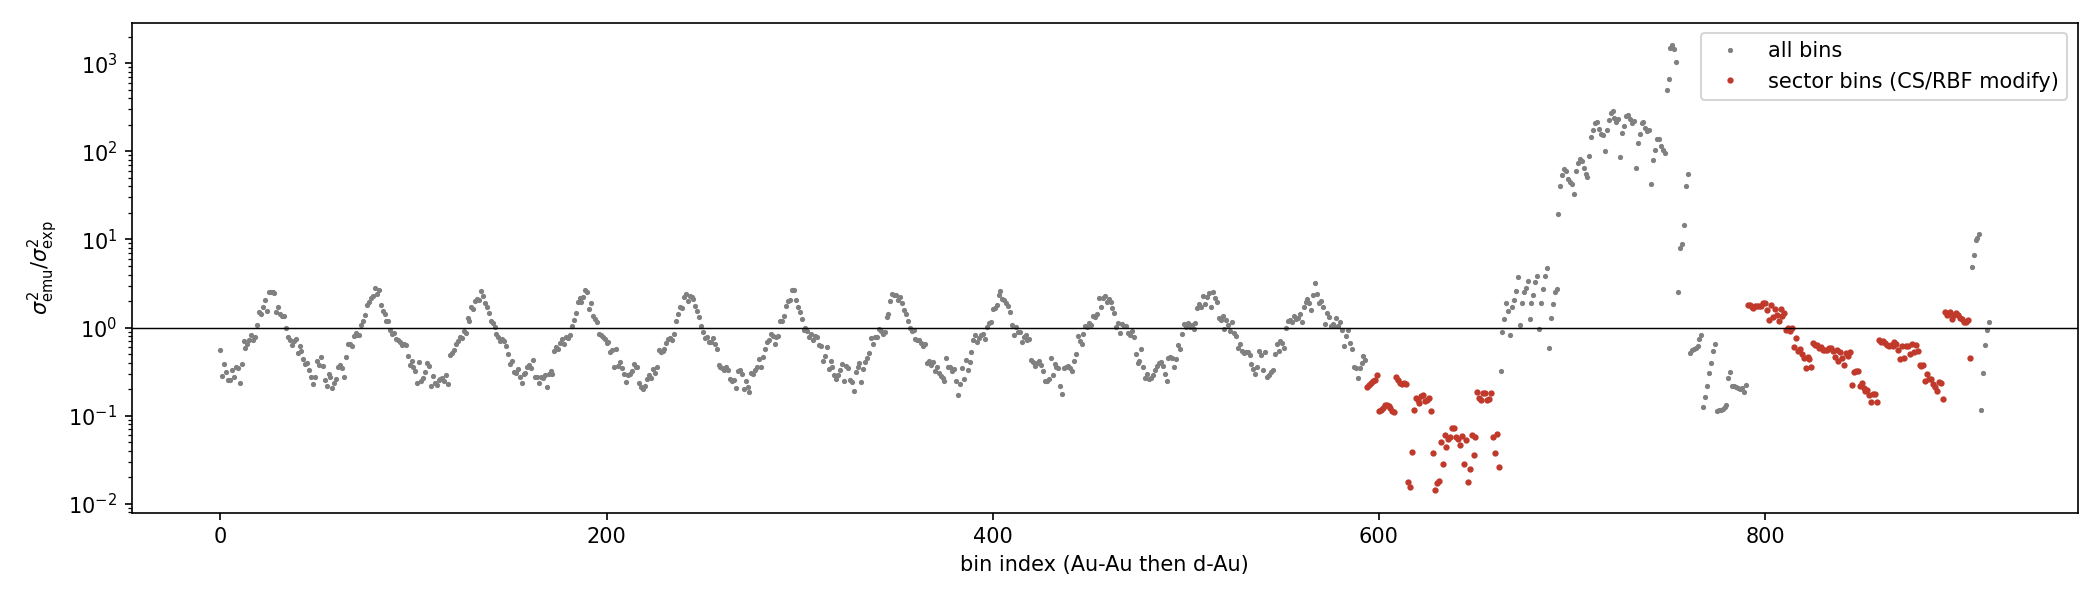 all bins
sector bins (CS/RBF modify)
10³
10²
10¹
10⁰
10⁻¹
10⁻²
σ²emu/σ²exp
0 200 400 600 800
bin index (Au-Au then d-Au)